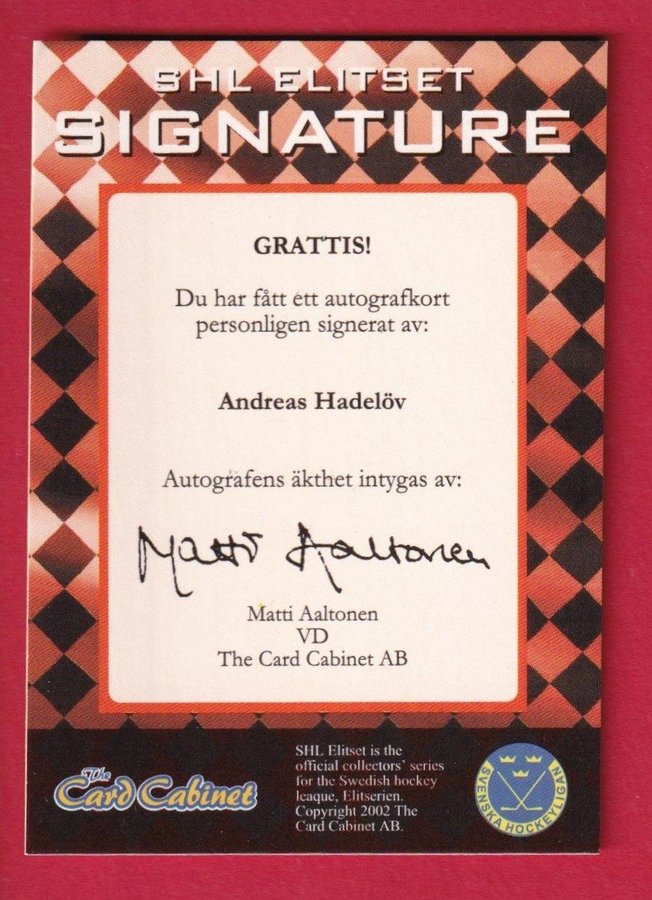 SHL ELITSET
SIGNATURE
GRATTIS!
Du har fått ett autografkort
personligen signerat av:
Andreas Hadelöv
Autografens äkthet intygas av:
Matti Aaltonen
Matti Aaltonen
VD
The Card Cabinet AB
The
Card Cabinet
SHL Elitset is the
official collectors' series
for the Swedish hockey
leaque, Elitserien.
Copyright 2002 The
Card Cabinet AB.
SVENSKA HOCKEYLIGAN